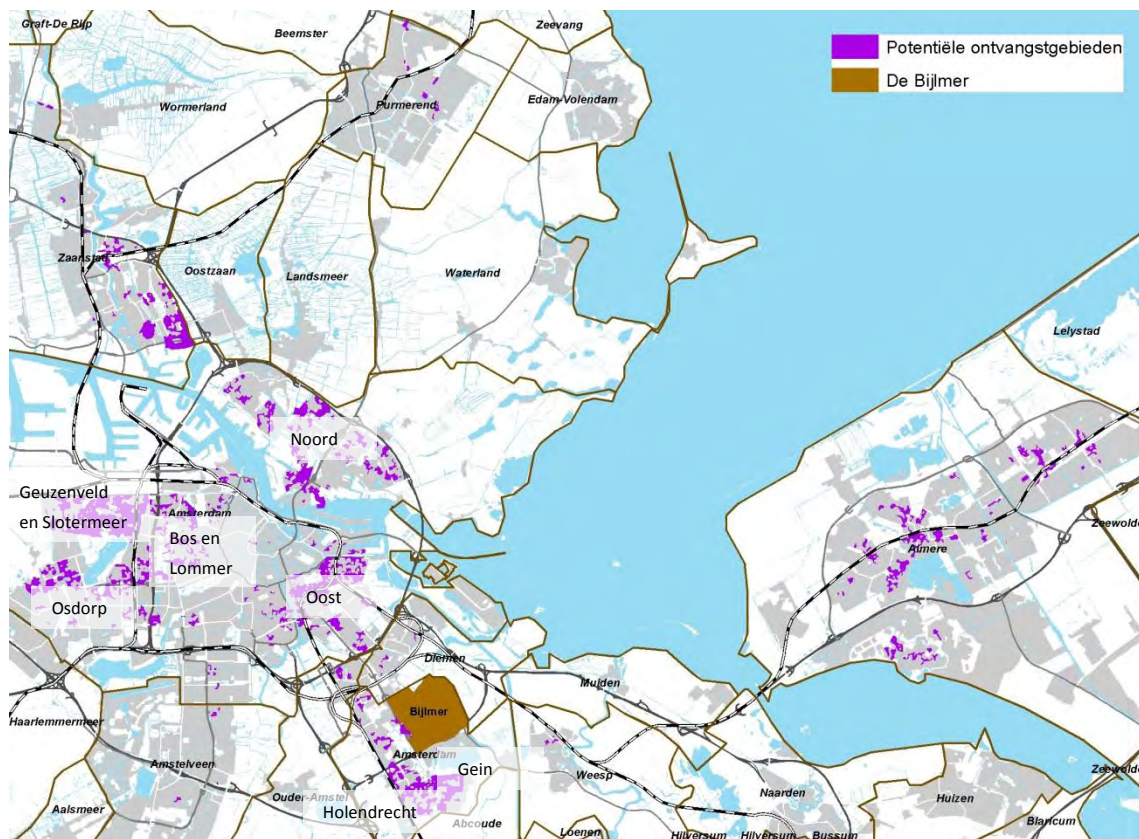 Graft-De Rijp
Beemster
Zeevang
Potentiële ontvangstgebieden
De Bijlmer
Wormerland
Purmerend
Edam-Volendam
Zaanstad
Oostzaan
Landsmeer
Waterland
Lelystad
Noord
Geuzenveld
en Slotermeer
Amsterdam
Bos en
Lommer
Zeewolde
Almere
Osdorp
Oost
Diemen
Muiden
Bijlmer
Haarlemmermeer
Amsterdam
Amstelveen
Gein
Weesp
Zeewolde
Naarden
Huizen
Ouder-Amstel
Holendrecht
Aalsmeer
Abcoude
Loenen
Hilversum
Hilversum
Bussum
Blaricum